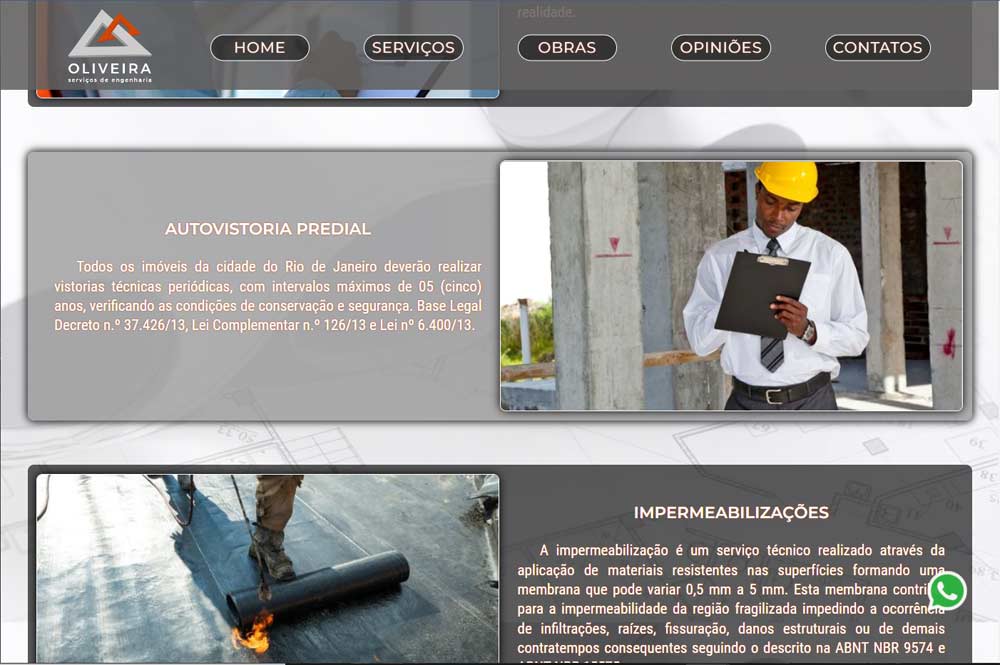 realidade.
OLIVEIRA
serviços de engenharia
HOME
SERVIÇOS
OBRAS
OPINIÕES
CONTATOS
AUTOVISTORIA PREDIAL
Todos os imóveis da cidade do Rio de Janeiro deverão realizar
vistorias técnicas periódicas, com intervalos máximos de 05 (cinco)
anos, verificando as condições de conservação e segurança. Base Legal
Decreto n.º 37.426/13, Lei Complementar n.º 126/13 e Lei nº 6.400/13.
IMPERMEABILIZAÇÕES
A impermeabilização é um serviço técnico realizado através da
aplicação de materiais resistentes nas superfícies formando uma
membrana que pode variar 0,5 mm a 5 mm. Esta membrana
para a impermeabilidade da região fragilizada impedindo a ocorrência
de infiltrações, raízes, fissuração, danos estruturais ou de demais
contratempos consequentes seguindo o descrito na ABNT NBR 9574 e